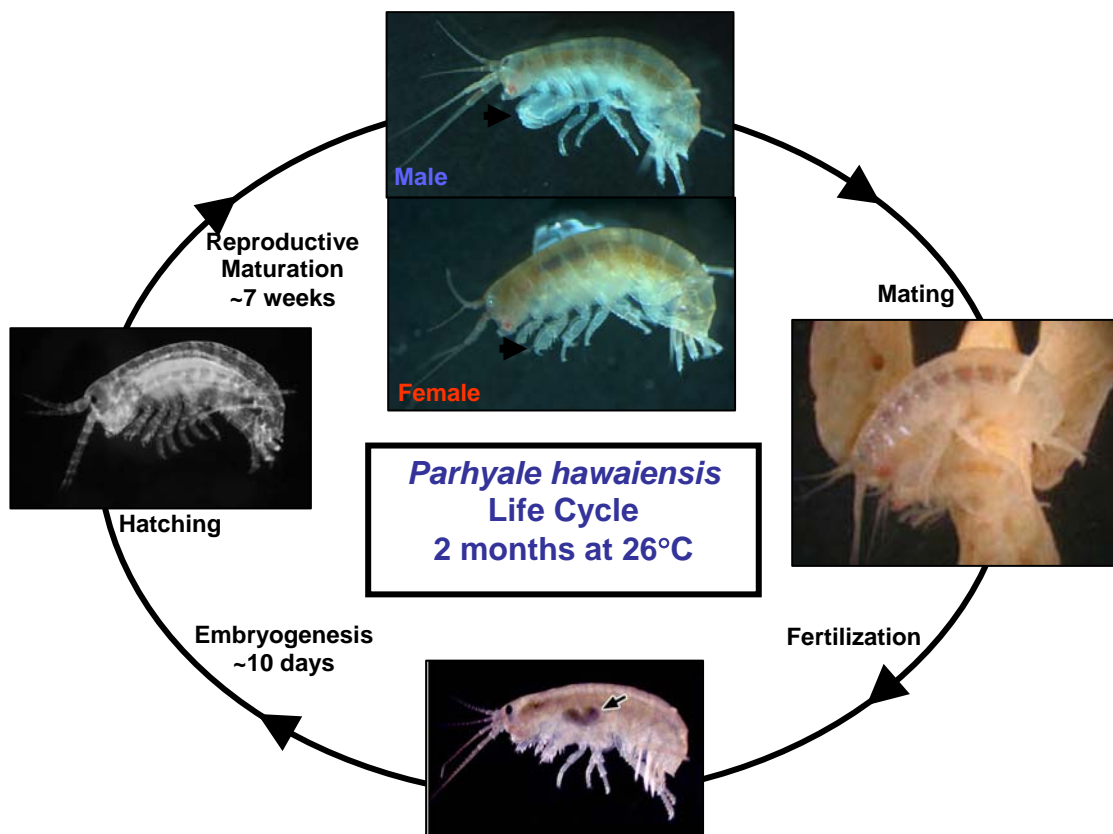 Male
Female
Reproductive
Maturation
~7 weeks
Mating
Parhyale hawaiensis
Life Cycle
2 months at 26°C
Hatching
Embryogenesis
~10 days
Fertilization